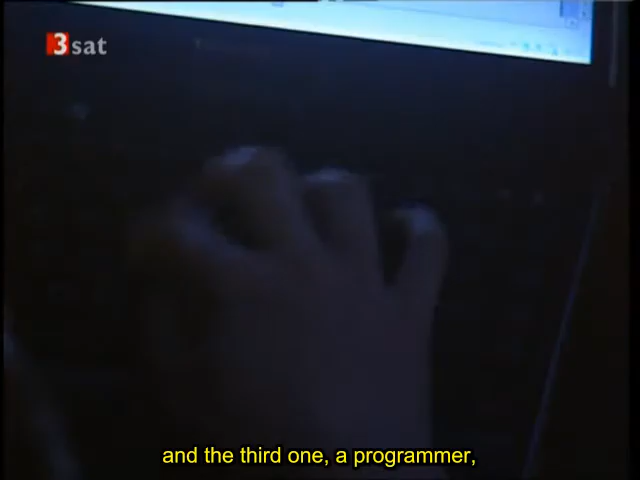 3sat
and the third one, a programmer,